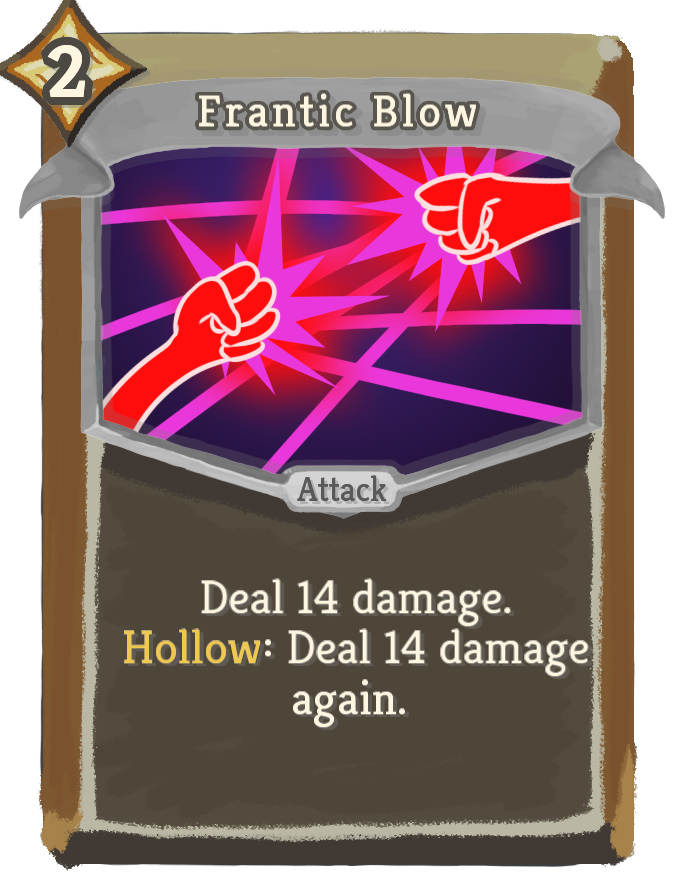 2
Frantic Blow
Attack
Deal 14 damage.
Hollow: Deal 14 damage
again.